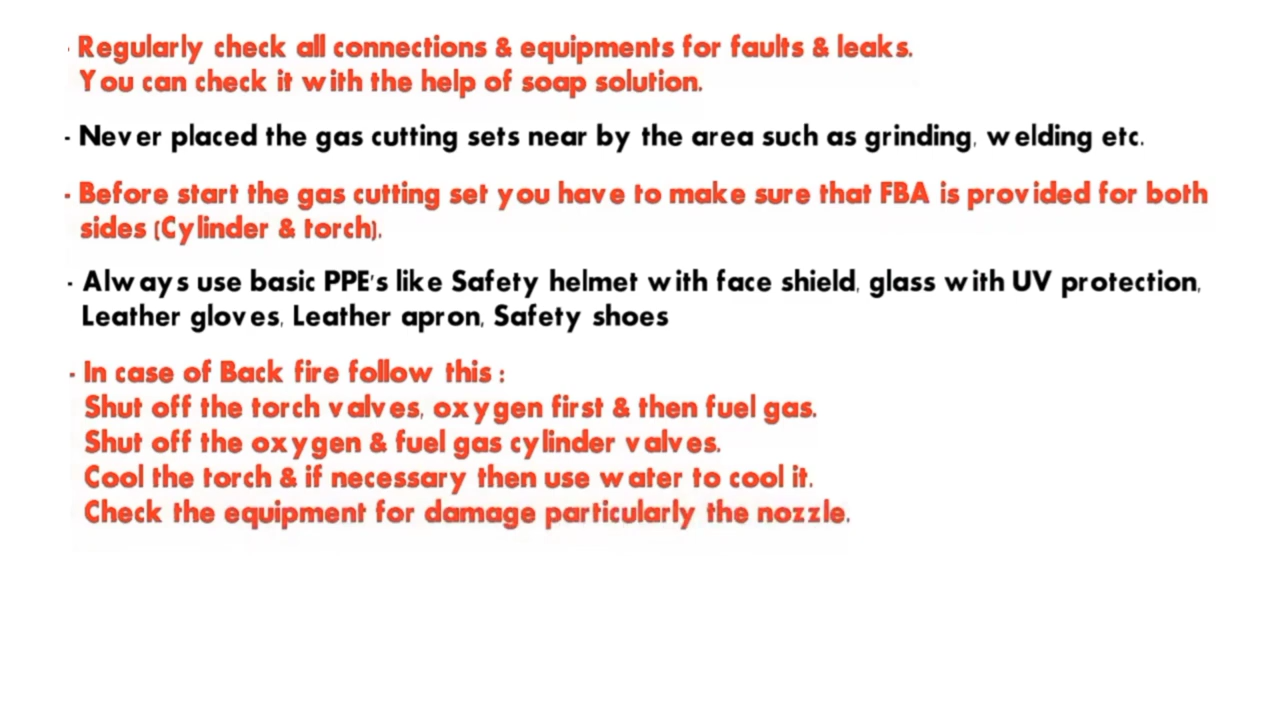 · Regularly check all connections & equipments for faults & leaks.
You can check it with the help of soap solution.
- Never placed the gas cutting sets near by the area such as grinding, welding etc.
- Before start the gas cutting set you have to make sure that FBA is provided for both
sides (Cylinder & torch).
- Always use basic PPE's like Safety helmet with face shield, glass with UV protection,
Leather gloves, Leather apron, Safety shoes
- In case of Back fire follow this :
Shut off the torch valves, oxygen first & then fuel gas.
Shut off the oxygen & fuel gas cylinder valves.
Cool the torch & if necessary then use water to cool it.
Check the equipment for damage particularly the nozzle.